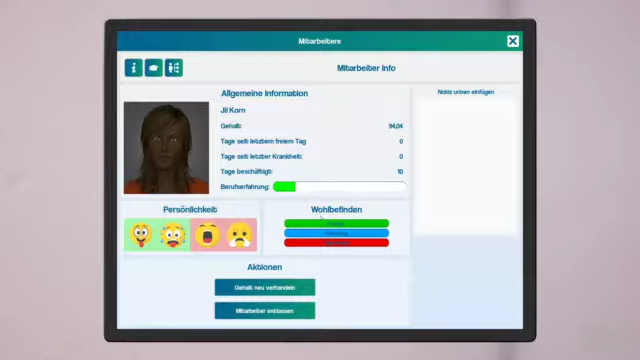 Mitarbeitere
Mitarbeiter Info
Allgemeine Information
Jil Korn
Gehalt: 94,04
Tage seit letztem freiem Tag: 0
Tage seit letzter Krankheit: 0
Tage beschäftigt: 10
Berufserfahrung:
Persönlichkeit
Wohlbefinden
Aktionen
Gehalt neu verhandeln
Mitarbeiter entlassen
Notiz unten einfügen